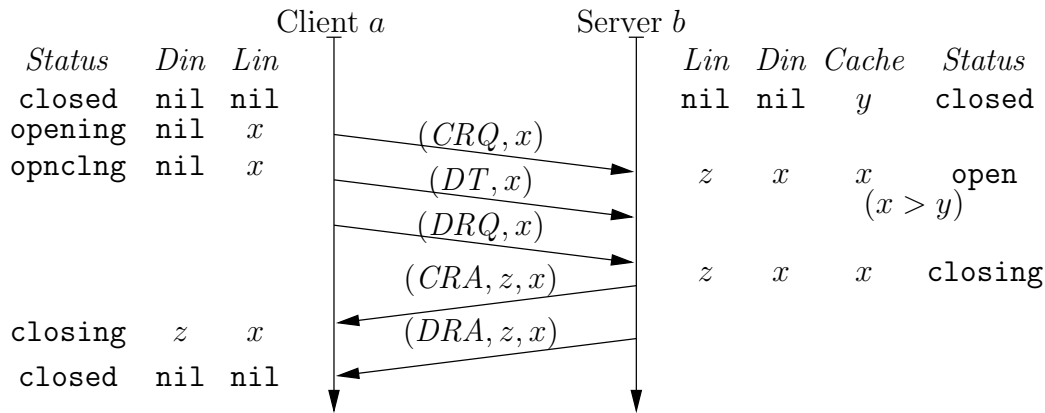 Client a Server b
Status Din Lin Lin Din Cache Status
closed nil nil nil nil y closed
opening nil x (CRQ, x)
opnclng nil x (DT, x) z x x open
(x > y)
(DRQ, x)
(CRA, z, x) z x x closing
closing z x (DRA, z, x)
closed nil nil